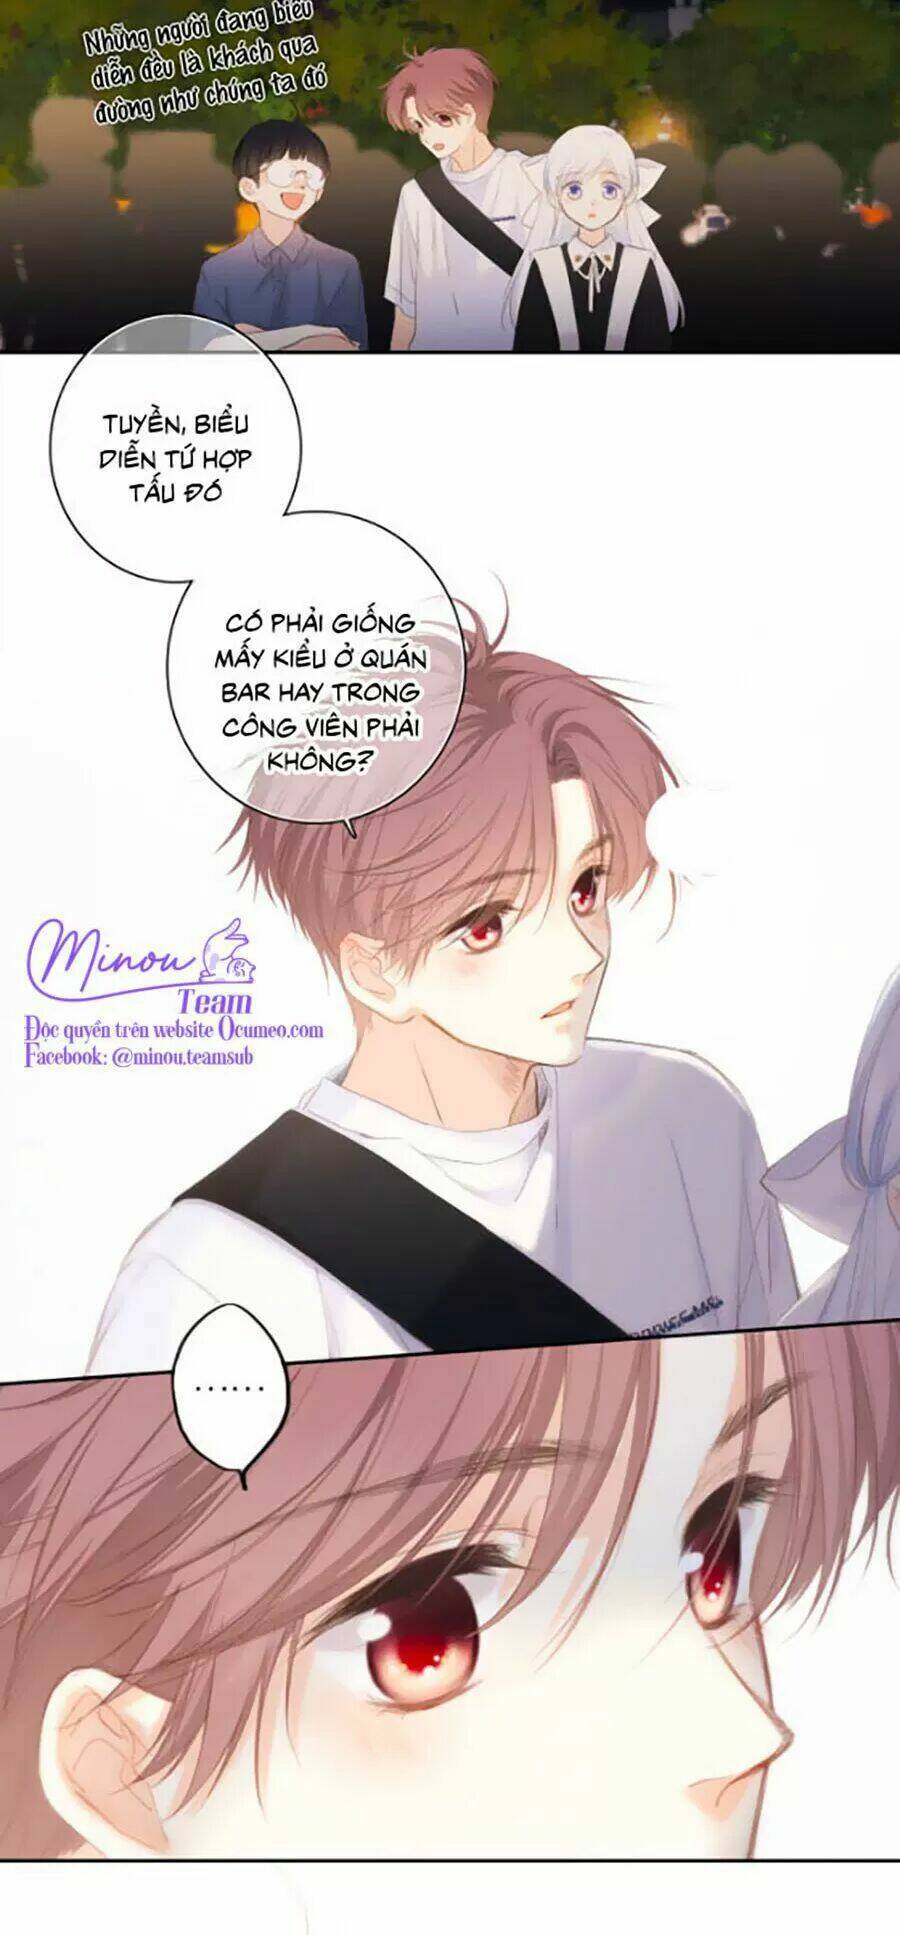 Những người đang biểu
diễn đều là khách qua
đường như chúng ta đó
TUYỀN, BIỂU
DIỄN TỨ HỢP
TẤU ĐÓ
CÓ PHẢI GIỐNG
MẤY KIỂU Ở QUÁN
BAR HAY TRONG
CÔNG VIÊN PHẢI
KHÔNG?
Minou
Team
Độc quyền trên website Ocumeo.com
Facebook: @minou.teamsub
......